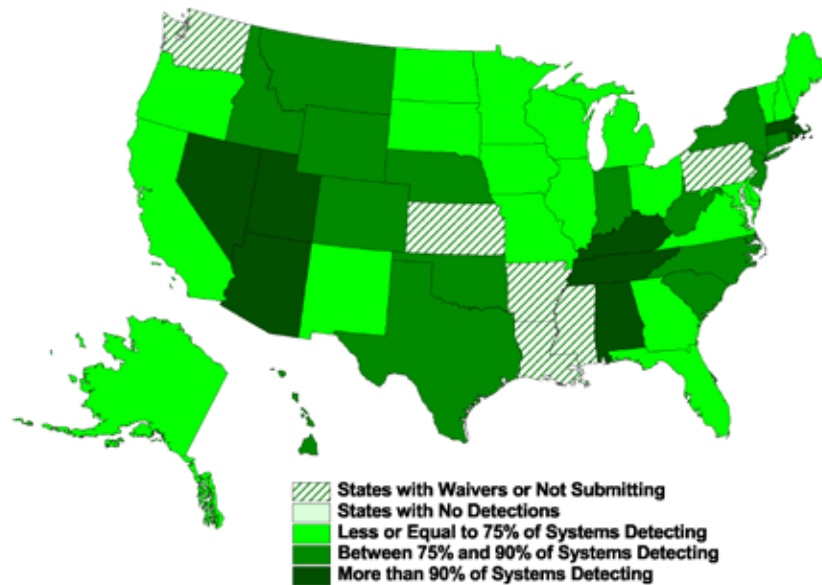 States with Waivers or Not Submitting
States with No Detections
Less or Equal to 75% of Systems Detecting
Between 75% and 90% of Systems Detecting
More than 90% of Systems Detecting